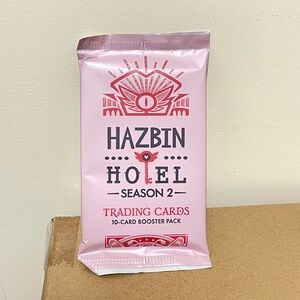 HAZBIN
HOTEL
SEASON 2
TRADING CARDS
10-CARD BOOSTER PACK